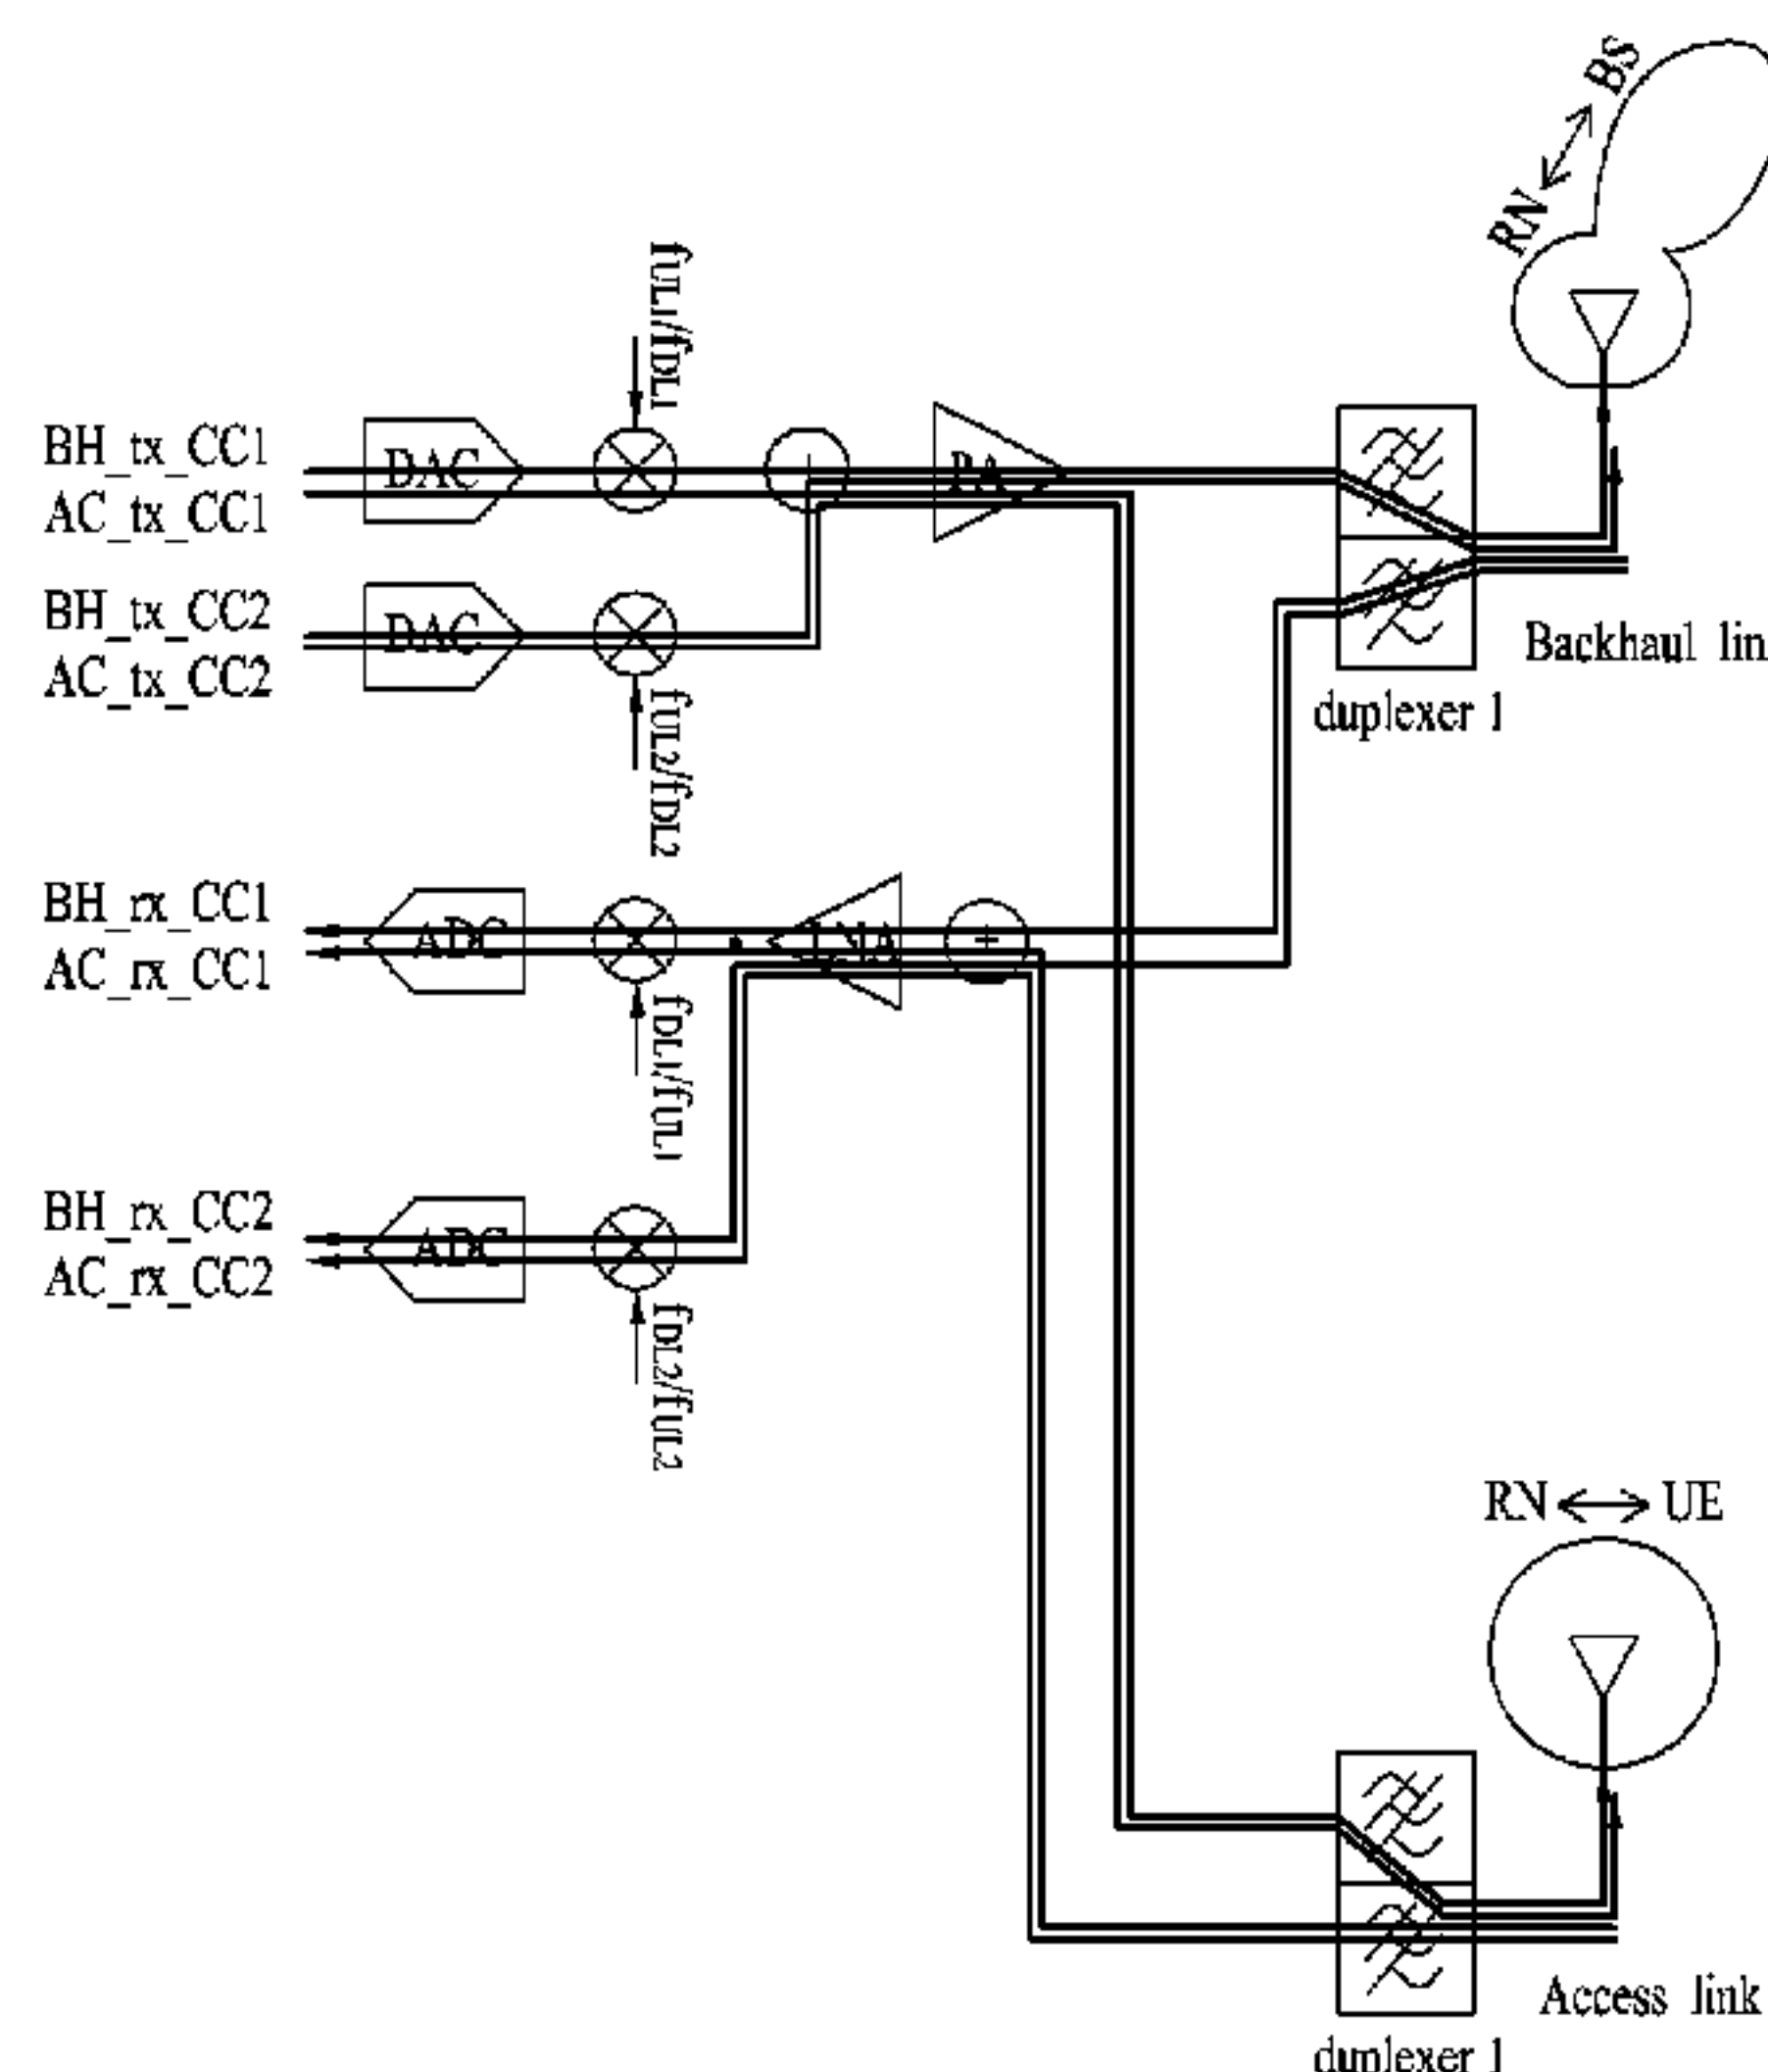 BS
RN
fUL1/fDL1
BH_tx_CC1
DAC
PA
AC_tx_CC1
BH_tx_CC2
DAC
AC_tx_CC2
Backhaul lin
duplexer 1
fUL2/fDL2
BH_rx_CC1
ADC
LNA
+
AC_rx_CC1
fDL1/fUL1
BH_rx_CC2
ADC
AC_rx_CC2
fDL2/fUL2
RN UE
Access link
duplexer 1